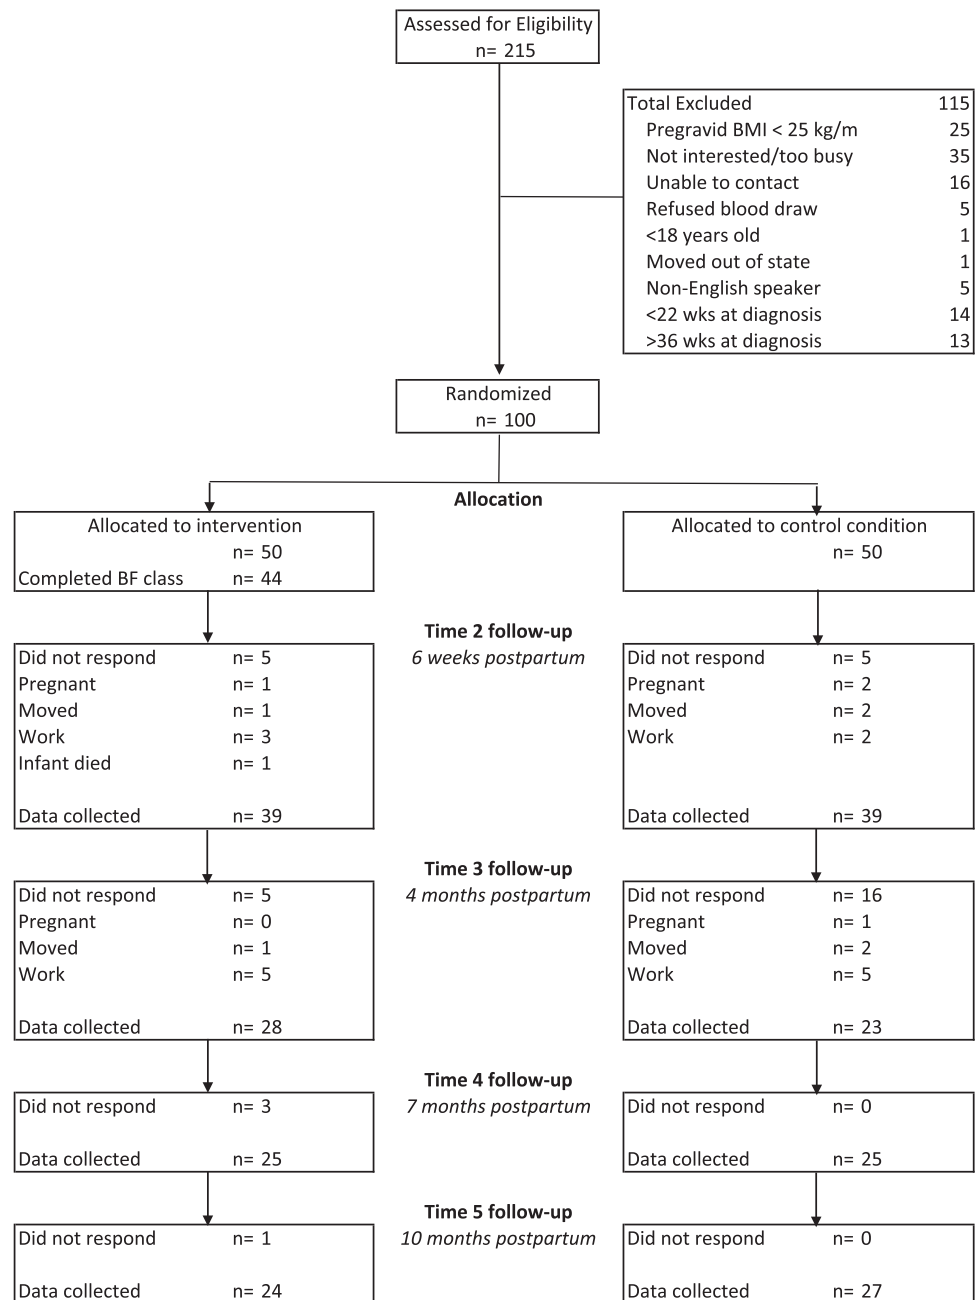 Assessed for Eligibility
n= 215
Total Excluded 115
Pregravid BMI < 25 kg/m 25
Not interested/too busy 35
Unable to contact 16
Refused blood draw 5
<18 years old 1
Moved out of state 1
Non-English speaker 5
<22 wks at diagnosis 14
>36 wks at diagnosis 13
Randomized
n= 100
Allocation
Allocated to intervention
n= 50
Completed BF class n= 44
Allocated to control condition
n= 50
Time 2 follow-up
6 weeks postpartum
Did not respond n= 5
Pregnant n= 1
Moved n= 1
Work n= 3
Infant died n= 1
Data collected n= 39
Did not respond n= 5
Pregnant n= 2
Moved n= 2
Work n= 2
Data collected n= 39
Time 3 follow-up
4 months postpartum
Did not respond n= 5
Pregnant n= 0
Moved n= 1
Work n= 5
Data collected n= 28
Did not respond n= 16
Pregnant n= 1
Moved n= 2
Work n= 5
Data collected n= 23
Time 4 follow-up
7 months postpartum
Did not respond n= 3
Data collected n= 25
Did not respond n= 0
Data collected n= 25
Time 5 follow-up
10 months postpartum
Did not respond n= 1
Data collected n= 24
Did not respond n= 0
Data collected n= 27